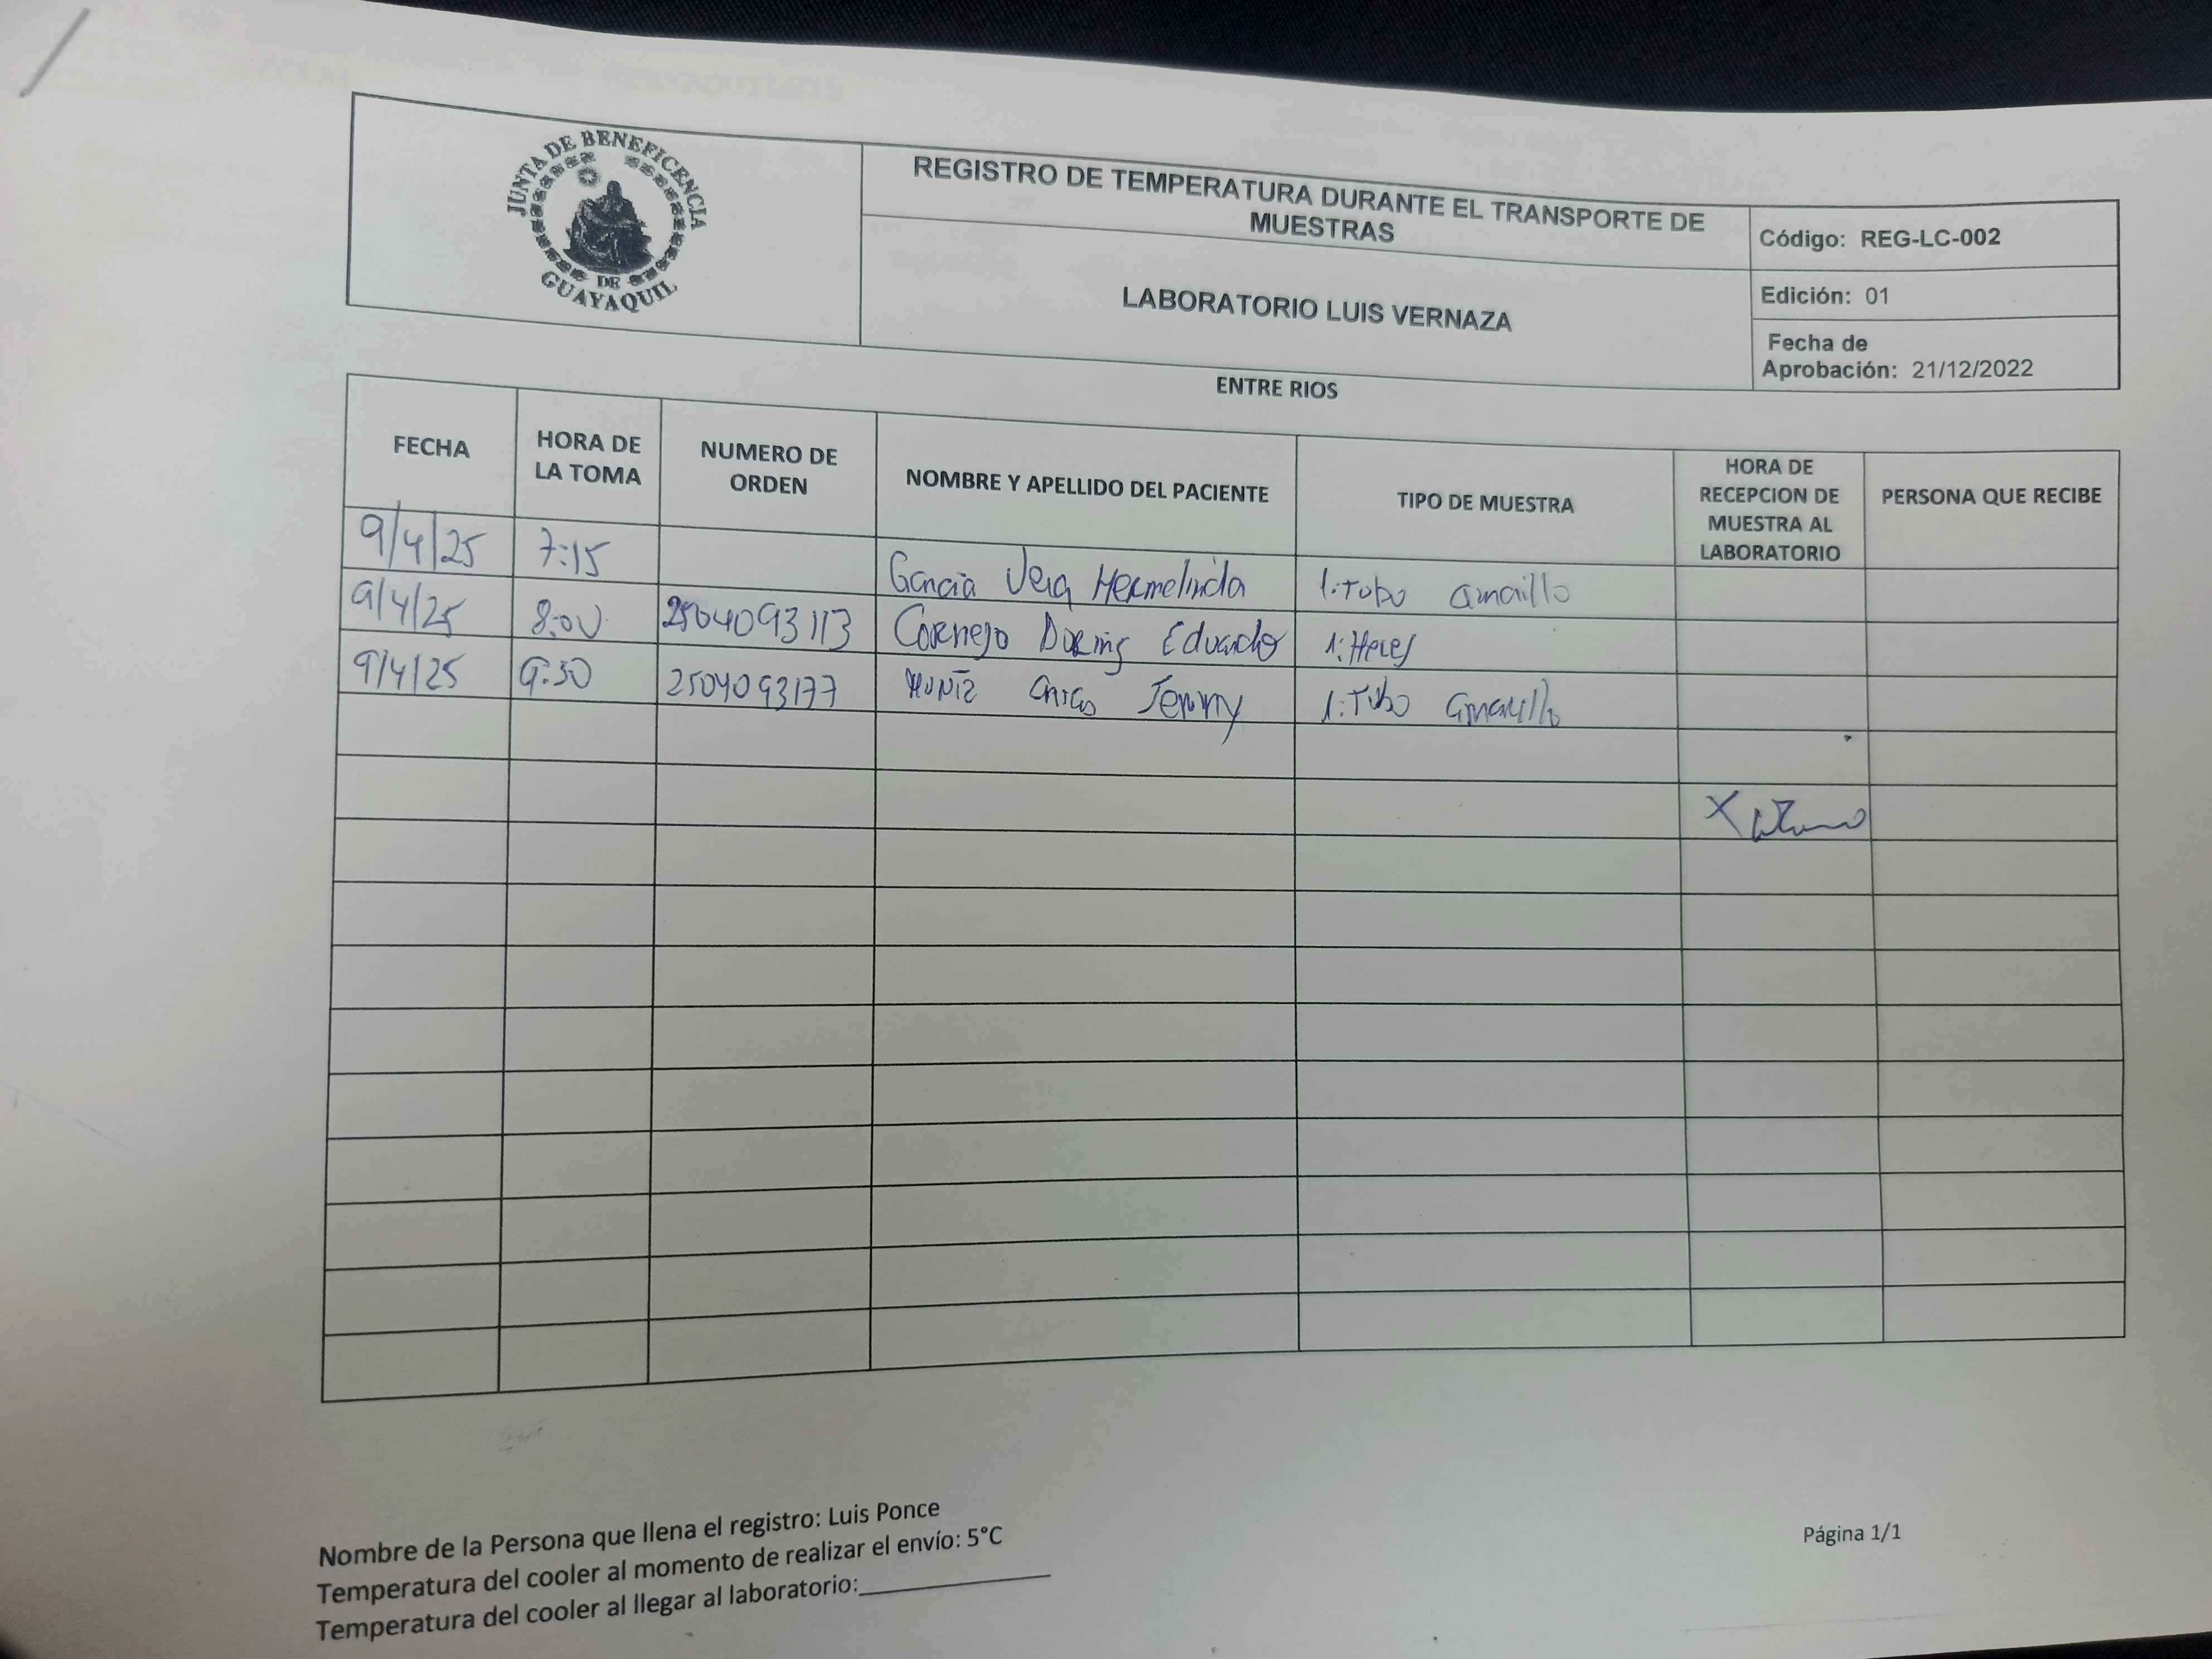 JUNTA DE BENEFICENCIA
DE
GUAYAQUIL
REGISTRO DE TEMPERATURA DURANTE EL TRANSPORTE DE
MUESTRAS
LABORATORIO LUIS VERNAZA
Código: REG-LC-002
Edición: 01
Fecha de
Aprobación: 21/12/2022
ENTRE RIOS
FECHA
HORA DE
LA TOMA
NUMERO DE
ORDEN
NOMBRE Y APELLIDO DEL PACIENTE
TIPO DE MUESTRA
HORA DE
RECEPCION DE
MUESTRA AL
LABORATORIO
PERSONA QUE RECIBE
9/4/25 7:15 Garcia Vera Hermelinda 1:Tubo amarillo
9/4/25 8:00 2504093113 Cornejo Eduardo 1:Heces
9/4/25 9:30 2504093177 Muñiz Jenny 1:Tubo amarillo
X
Nombre de la Persona que llena el registro: Luis Ponce
Temperatura del cooler al momento de realizar el envío: 5°C
Temperatura del cooler al llegar al laboratorio:
Página 1/1